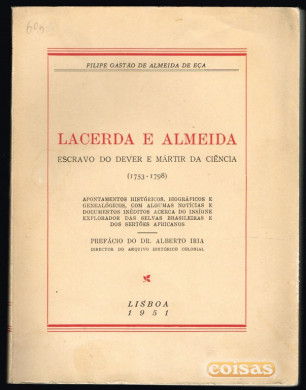 FILIPE GASTÃO DE ALMEIDA DE EÇA
LACERDA E ALMEIDA
ESCRAVO DO DEVER E MÁRTIR DA CIÊNCIA
(1753-1798)
APONTAMENTOS HISTÓRICOS, BIOGRÁFICOS E
GENEALÓGICOS, COM ALGUMAS NOTÍCIAS E
DOCUMENTOS INÉDITOS ACERCA DO INSIGNE
EXPLORADOR DAS SELVAS BRASILEIRAS E
DOS SERTÕES AFRICANOS
PREFÁCIO DO DR. ALBERTO IRIA
DIRECTOR DO ARQUIVO HISTÓRICO COLONIAL
LISBOA
1951
coisas